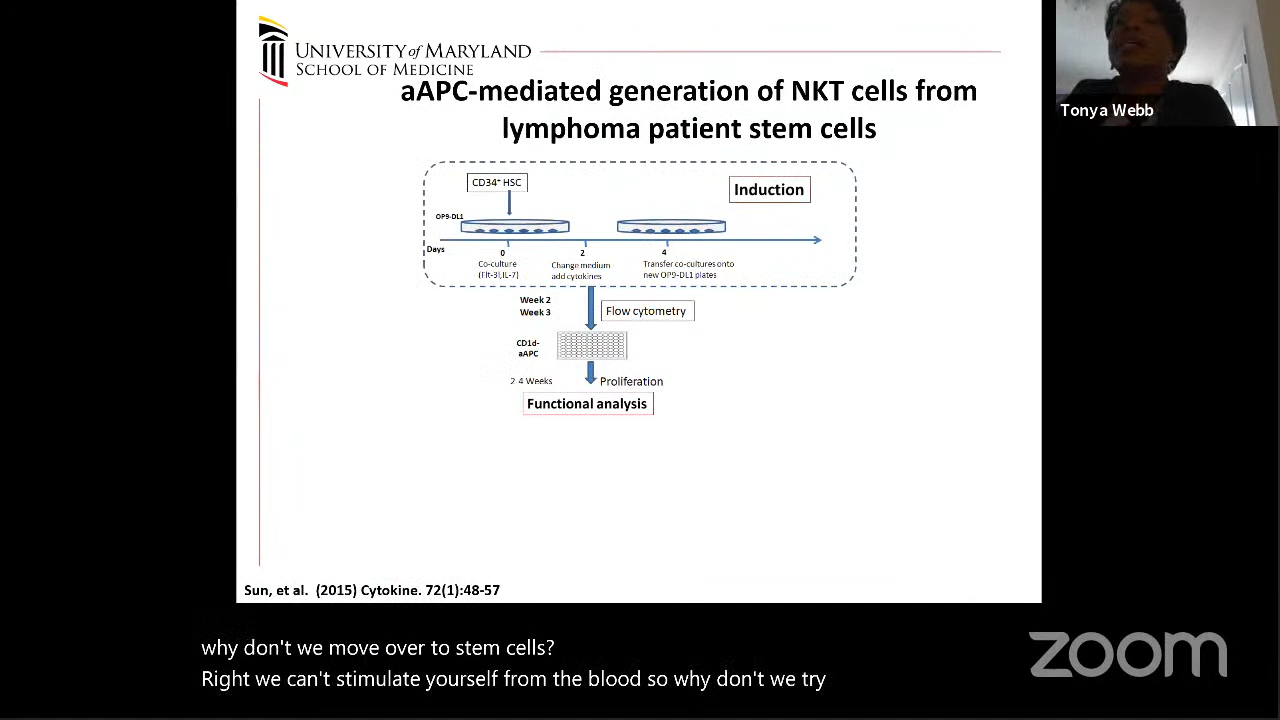 UNIVERSITY of MARYLAND
SCHOOL OF MEDICINE
Tonya Webb
aAPC-mediated generation of NKT cells from
lymphoma patient stem cells
CD34+ HSC
Induction
OP9-DL1
Days
0
2
4
Co-culture
(Flt-3l,IL-7)
Change medium
add cytokines
Transfer co-cultures onto
new OP9-DL1 plates
Week 2
Week 3
Flow cytometry
CD1d-
aAPC
2-4 Weeks
Proliferation
Functional analysis
Sun, et al. (2015) Cytokine. 72(1):48-57
why don't we move over to stem cells?
Right we can't stimulate yourself from the blood so why don't we try
zoom